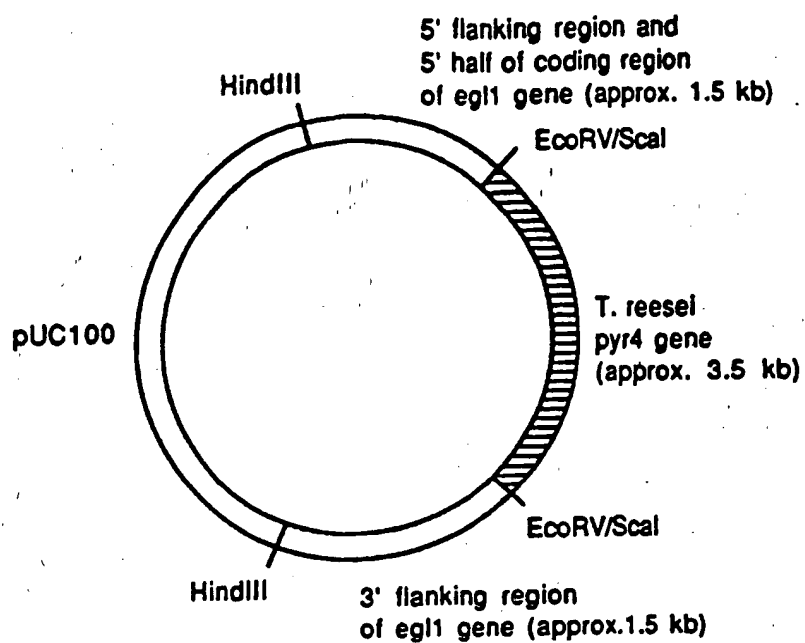 5' flanking region and
5' half of coding region
of egl1 gene (approx. 1.5 kb)
HindIII
EcoRV/ScaI
pUC100
T. reesei
pyr4 gene
(approx. 3.5 kb)
EcoRV/ScaI
HindIII
3' flanking region
of egl1 gene (approx.1.5 kb)